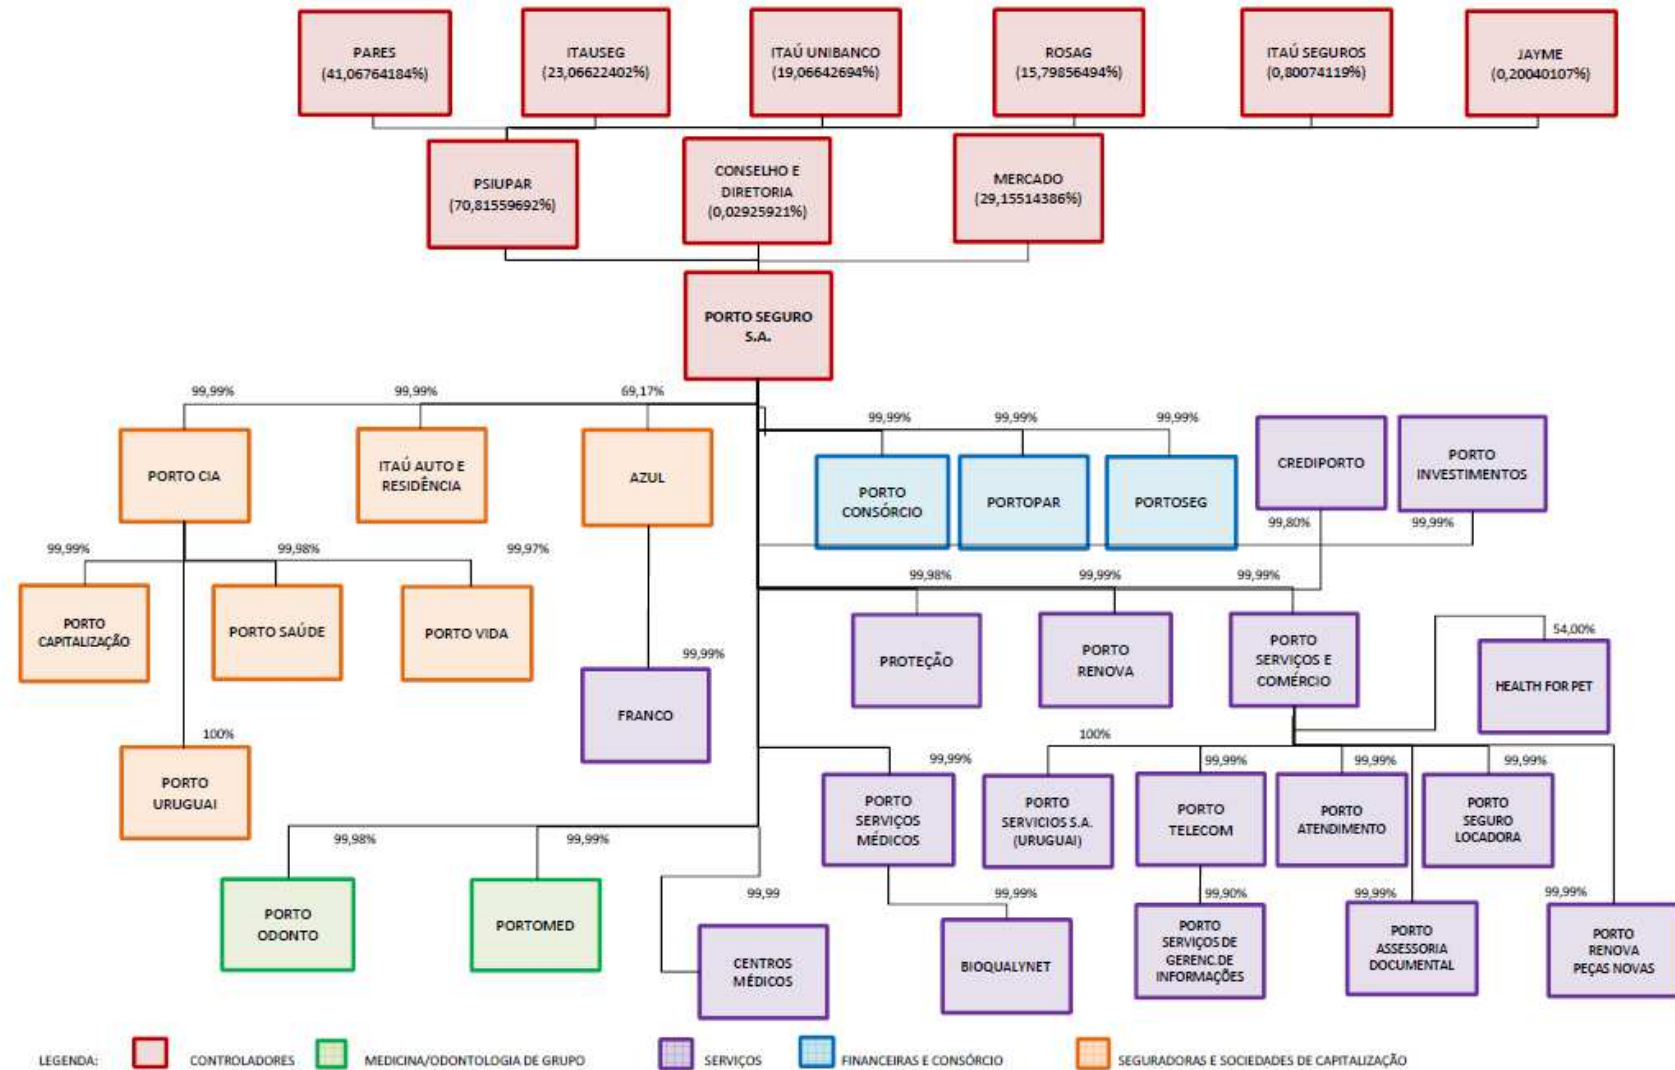 PARES
(41,06764184%)
ITAUSEG
(23,06622402%)
ITAÚ UNIBANCO
(19,06642694%)
ROSAG
(15,79856494%)
ITAÚ SEGUROS
(0,80074119%)
JAYME
(0,20040107%)
PSIUPAR
(70,81559692%)
CONSELHO E
DIRETORIA
(0,02925921%)
MERCADO
(29,15514386%)
PORTO SEGURO
S.A.
99,99%
99,99%
69,17%
PORTO CIA
ITAÚ AUTO E
RESIDÊNCIA
AZUL
99,99%
99,99%
99,99%
PORTO
CONSÓRCIO
PORTOPAR
PORTOSEG
CREDIPORTO
PORTO
INVESTIMENTOS
99,80%
99,99%
99,99%
99,98%
99,97%
PORTO
CAPITALIZAÇÃO
PORTO SAÚDE
PORTO VIDA
99,99%
FRANCO
100%
PORTO
URUGUAI
99,98%
99,99%
99,99%
PROTEÇÃO
PORTO
RENOVA
PORTO
SERVIÇOS E
COMÉRCIO
54,00%
HEALTH FOR PET
99,99%
PORTO
SERVIÇOS
MÉDICOS
100%
PORTO
SERVICIOS S.A.
(URUGUAI)
99,99%
PORTO
TELECOM
99,99%
PORTO
ATENDIMENTO
99,99%
PORTO
SEGURO
LOCADORA
99,98%
PORTO
ODONTO
99,99%
PORTOMED
99,99
CENTROS
MÉDICOS
99,99%
BIOQUALYNET
99,90%
PORTO
SERVIÇOS DE
GERENC.DE
INFORMAÇÕES
99,99%
PORTO
ASSESSORIA
DOCUMENTAL
99,99%
PORTO
RENOVA
PEÇAS NOVAS
LEGENDA:
CONTROLADORES
MEDICINA/ODONTOLOGIA DE GRUPO
SERVIÇOS
FINANCEIRAS E CONSÓRCIO
SEGURADORAS E SOCIEDADES DE CAPITALIZAÇÃO